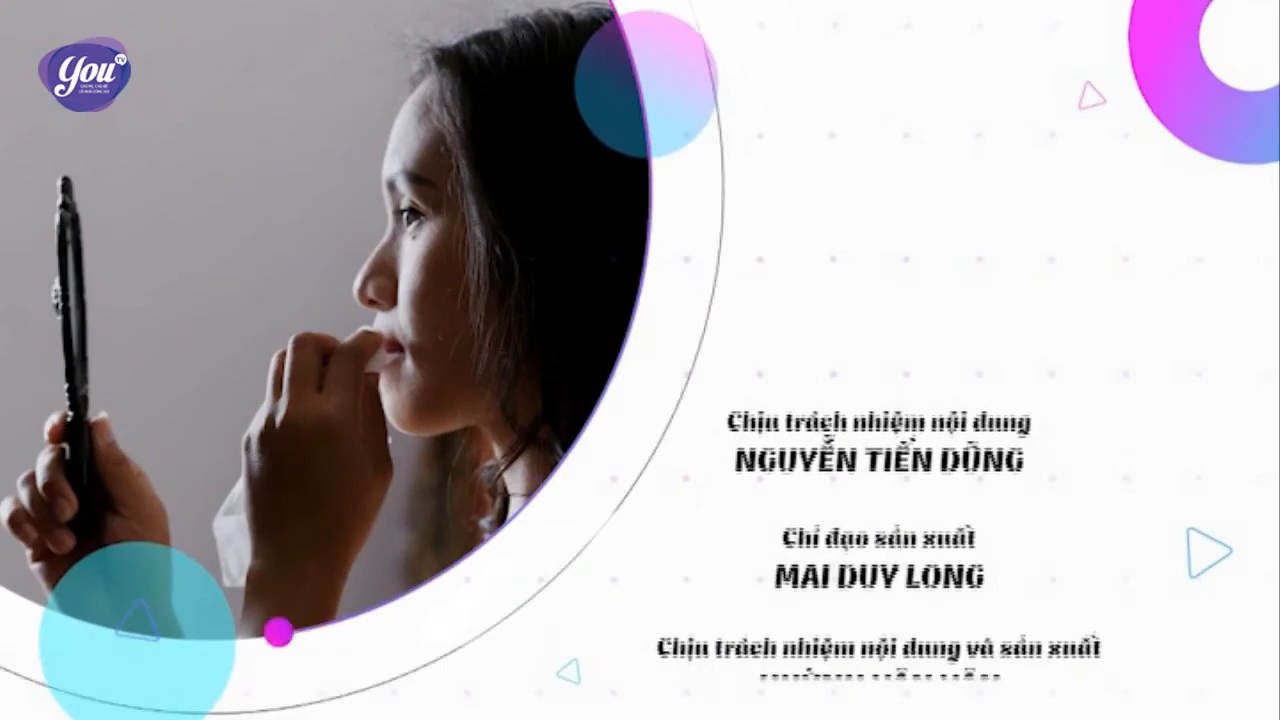 You TV
Chịu trách nhiệm nội dung
NGUYỄN TIẾN DŨNG
Chỉ đạo sản xuất
MAI DUY LONG
Chịu trách nhiệm nội dung và sản xuất